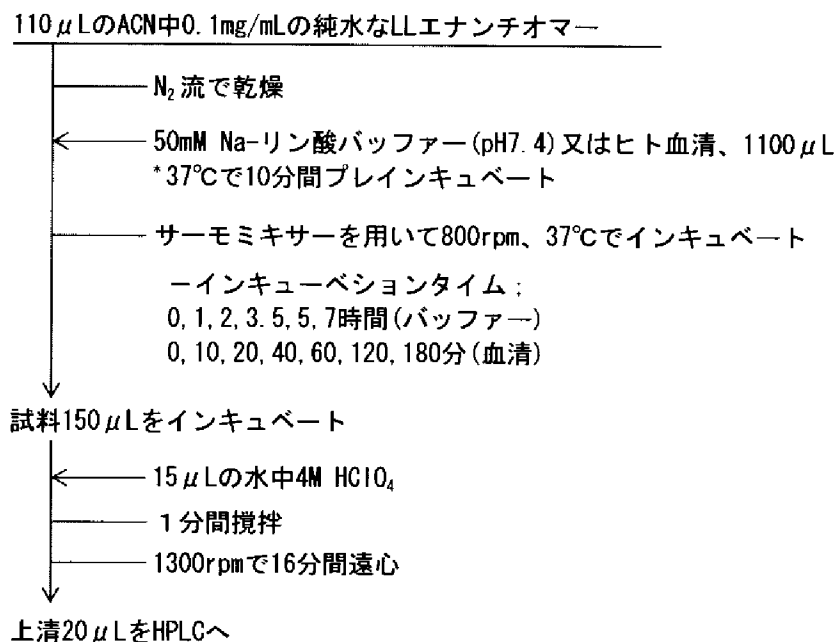 110μLのACN中0.1mg/mLの純水なLLエナンチオマー
N₂流で乾燥
50mM Na-リン酸バッファー(pH7.4)又はヒト血清、1100μL
*37℃で10分間プレインキュベート
サーモミキサーを用いて800rpm、37℃でインキュベート
－インキューベションタイム;
0,1,2,3.5,5,7時間(バッファー)
0,10,20,40,60,120,180分(血清)
試料150μLをインキュベート
15μLの水中4M HClO₄
1分間撹拌
1300rpmで16分間遠心
上清20μLをHPLCへ